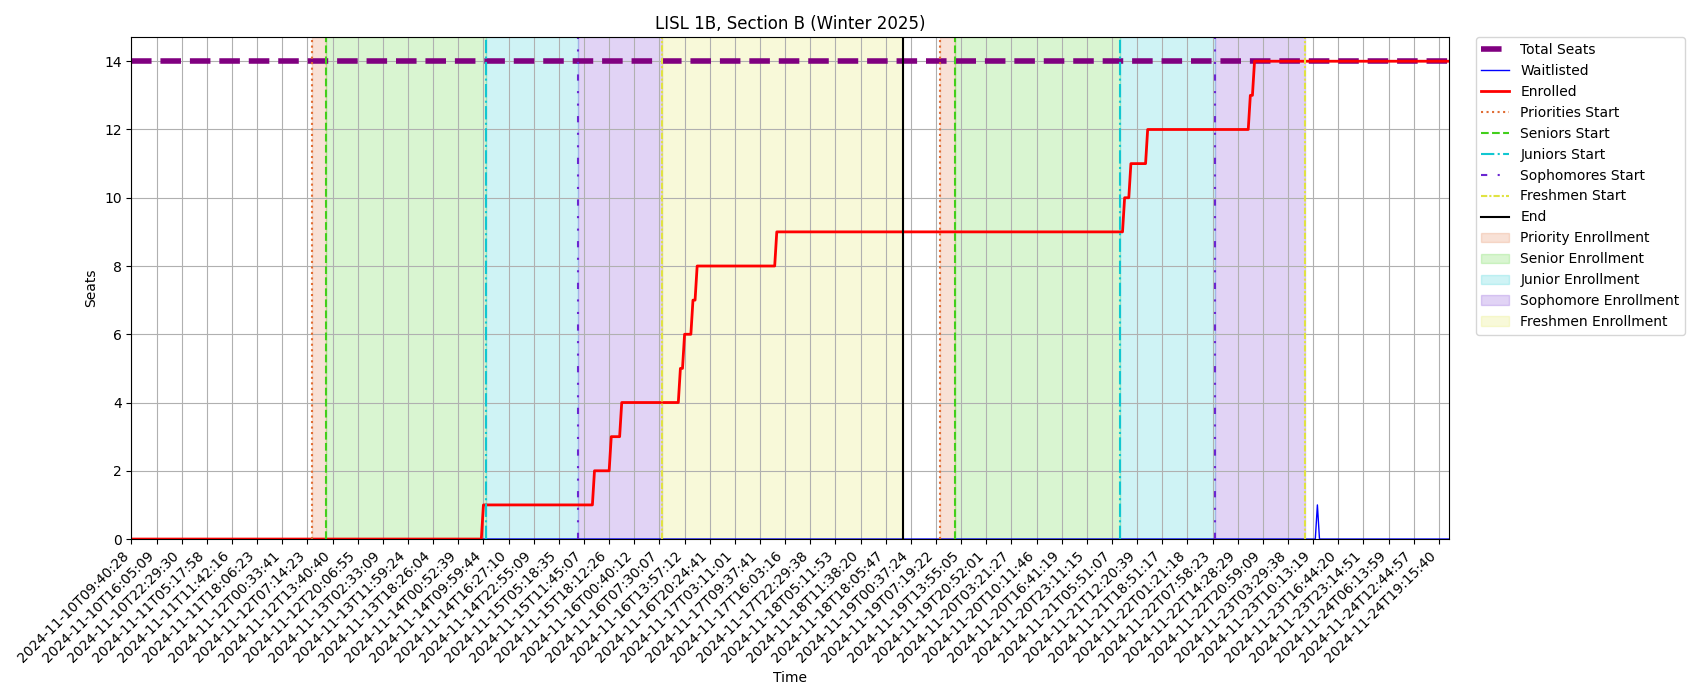 LISL 1B, Section B (Winter 2025)
Seats
14
12
10
8
6
4
2
0
2024-11-10T09:40:28
2024-11-10T16:05:09
2024-11-10T22:29:30
2024-11-11T05:17:58
2024-11-11T11:42:16
2024-11-11T18:06:23
2024-11-12T00:33:41
2024-11-12T07:14:23
2024-11-12T13:40:40
2024-11-12T20:06:55
2024-11-13T02:33:09
2024-11-13T11:59:24
2024-11-13T18:26:04
2024-11-14T00:52:39
2024-11-14T09:59:44
2024-11-14T16:27:10
2024-11-14T22:55:09
2024-11-15T05:18:35
2024-11-15T11:45:07
2024-11-15T18:12:26
2024-11-16T00:40:12
2024-11-16T07:30:07
2024-11-16T13:57:12
2024-11-16T20:24:41
2024-11-17T03:11:01
2024-11-17T09:37:41
2024-11-17T16:03:16
2024-11-17T22:29:38
2024-11-18T05:11:53
2024-11-18T11:38:20
2024-11-18T18:05:47
2024-11-19T00:37:24
2024-11-19T07:19:22
2024-11-19T13:55:05
2024-11-19T20:52:01
2024-11-20T03:21:27
2024-11-20T10:11:46
2024-11-20T16:41:19
2024-11-20T23:11:15
2024-11-21T05:51:07
2024-11-21T12:20:39
2024-11-21T18:51:17
2024-11-22T01:21:18
2024-11-22T07:58:23
2024-11-22T14:28:29
2024-11-22T20:59:09
2024-11-23T03:29:38
2024-11-23T10:13:19
2024-11-23T16:44:20
2024-11-23T23:14:51
2024-11-24T06:13:59
2024-11-24T12:44:57
2024-11-24T19:15:40
Time
Total Seats
Waitlisted
Enrolled
Priorities Start
Seniors Start
Juniors Start
Sophomores Start
Freshmen Start
End
Priority Enrollment
Senior Enrollment
Junior Enrollment
Sophomore Enrollment
Freshmen Enrollment